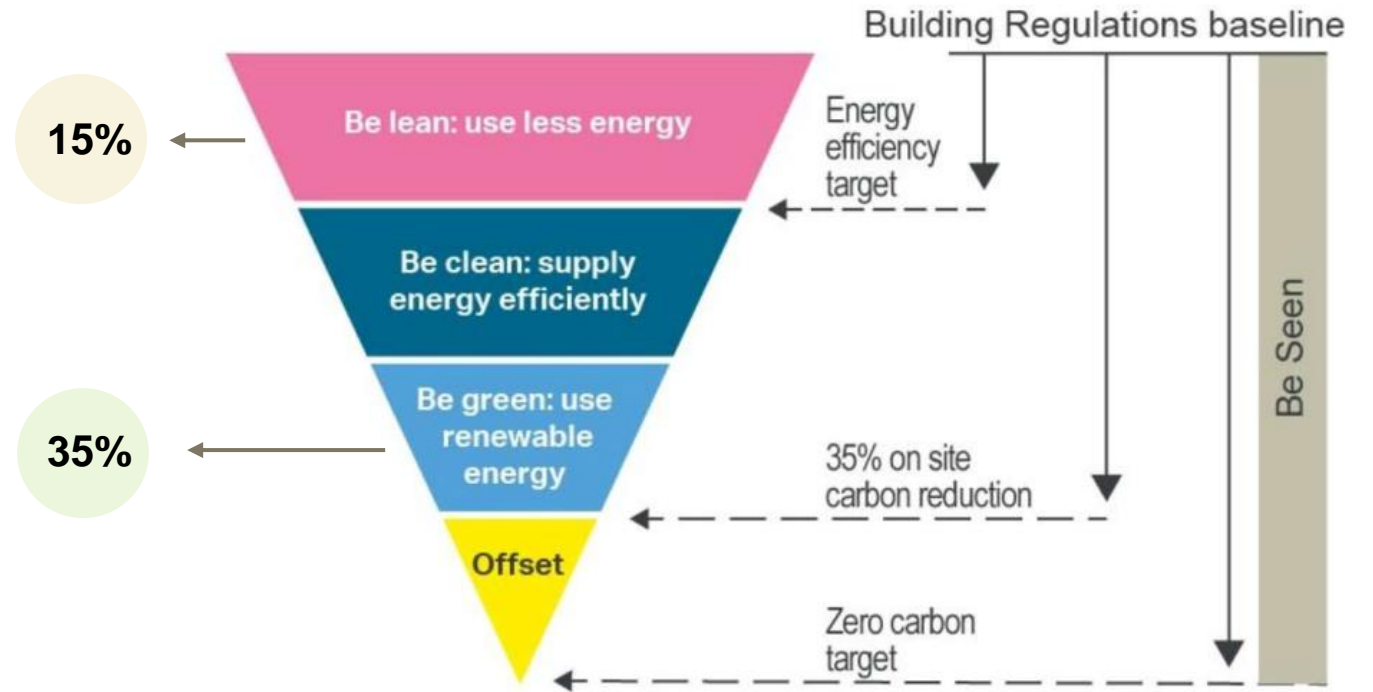 Building Regulations baseline
15%
Be lean: use less energy
Energy
efficiency
target
Be clean: supply
energy efficiently
Be Seen
35%
Be green: use
renewable
energy
35% on site
carbon reduction
Offset
Zero carbon
target